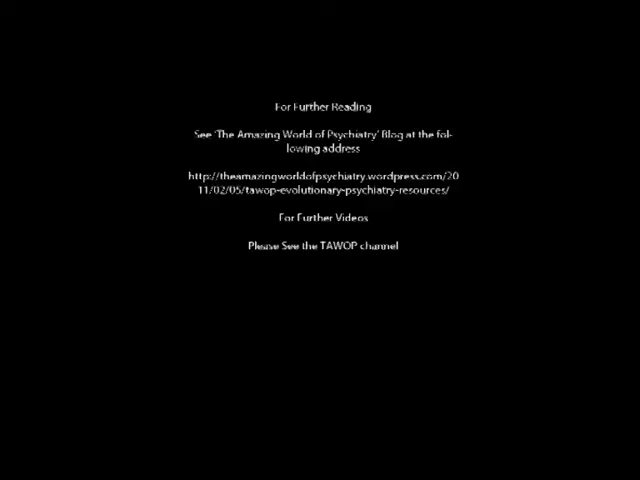 For Further Reading
See 'The Amazing World of Psychiatry' Blog at the fol-
lowing address
http://theamazingworldofpsychiatry.wordpress.com/20
11/02/05/tawop-evolutionary-psychiatry-resources/
For Further Videos
Please See the TAWOP channel